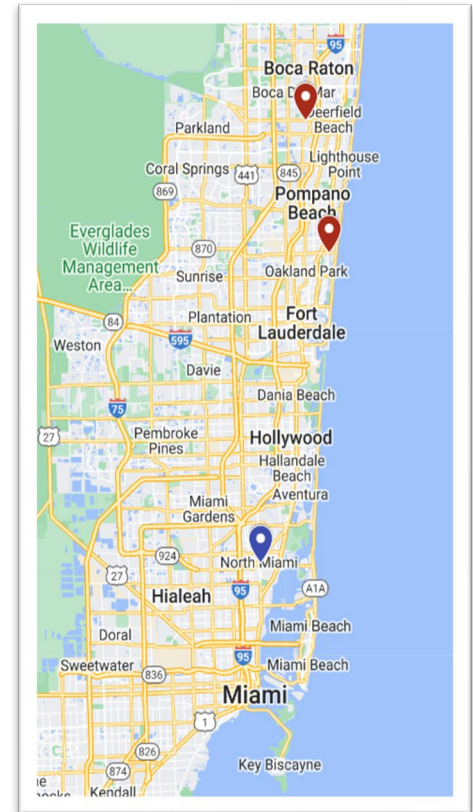 95
Boca Raton
Boca D Mar
Deerfield
Beach
Parkland
Lighthouse
Point
Coral Springs
441
845
869
Pompano
Beach
Everglades
Wildlife
Management
Area...
870
Oakland Park
Sunrise
Fort
Lauderdale
Plantation
84
595
Weston
Davie
75
Dania Beach
27
Pembroke
Pines
Hollywood
Hallandale
Beach
Aventura
Miami
Gardens
924
North Miami
27
95
A1A
Hialeah
Miami Beach
Doral
95
Sweetwater
836
Miami Beach
Miami
1
826
Key Biscayne
874
Kendall